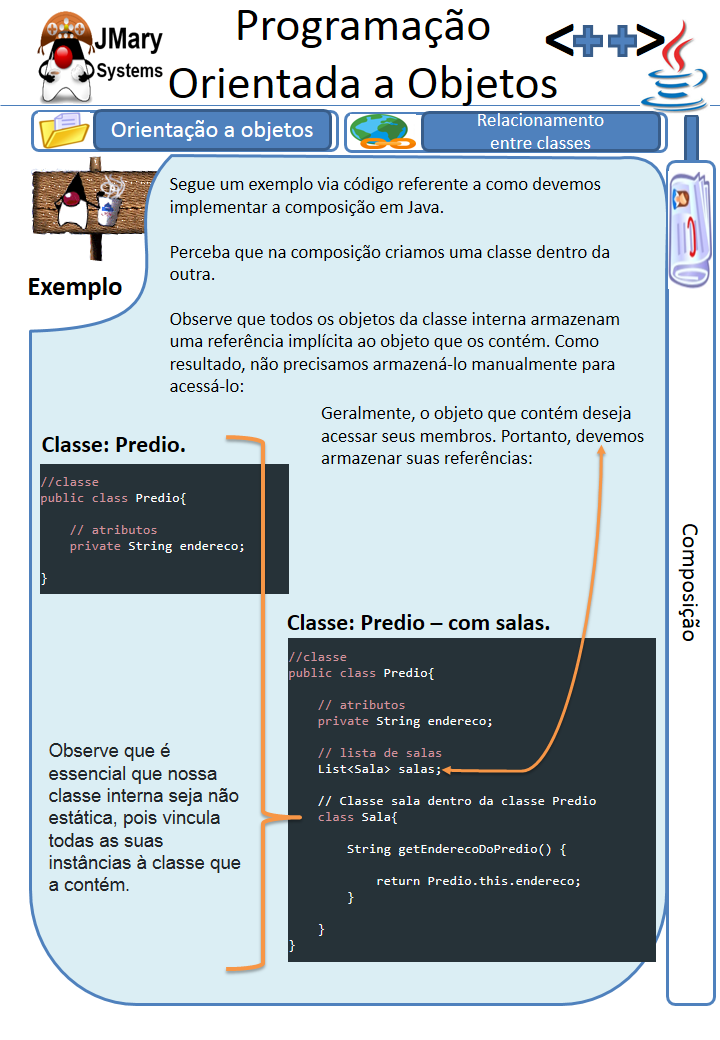 JMary
Systems
Programação
Orientada a Objetos
<++>
Orientação a objetos
Relacionamento
entre classes
Exemplo
Segue um exemplo via código referente a como devemos
implementar a composição em Java.
Perceba que na composição criamos uma classe dentro da
outra.
Observe que todos os objetos da classe interna armazenam
uma referência implícita ao objeto que os contém. Como
resultado, não precisamos armazená-lo manualmente para
acessá-lo:
Geralmente, o objeto que contém deseja
acessar seus membros. Portanto, devemos
armazenar suas referências:
Classe: Predio.
//classe
public class Predio{
// atributos
private String endereco;
}
Classe: Predio – com salas.
//classe
public class Predio{
// atributos
private String endereco;
// lista de salas
List<Sala> salas;
// Classe sala dentro da classe Predio
class Sala{
String getEnderecoDoPredio() {
return Predio.this.endereco;
}
}
}
Observe que é
essencial que nossa
classe interna seja não
estática, pois vincula
todas as suas
instâncias à classe que
a contém.
Composição